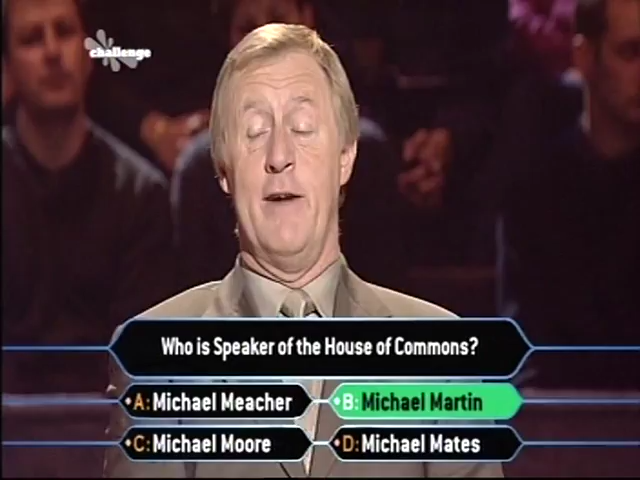 challenge
Who is Speaker of the House of Commons?
A: Michael Meacher
B: Michael Martin
C: Michael Moore
D: Michael Mates